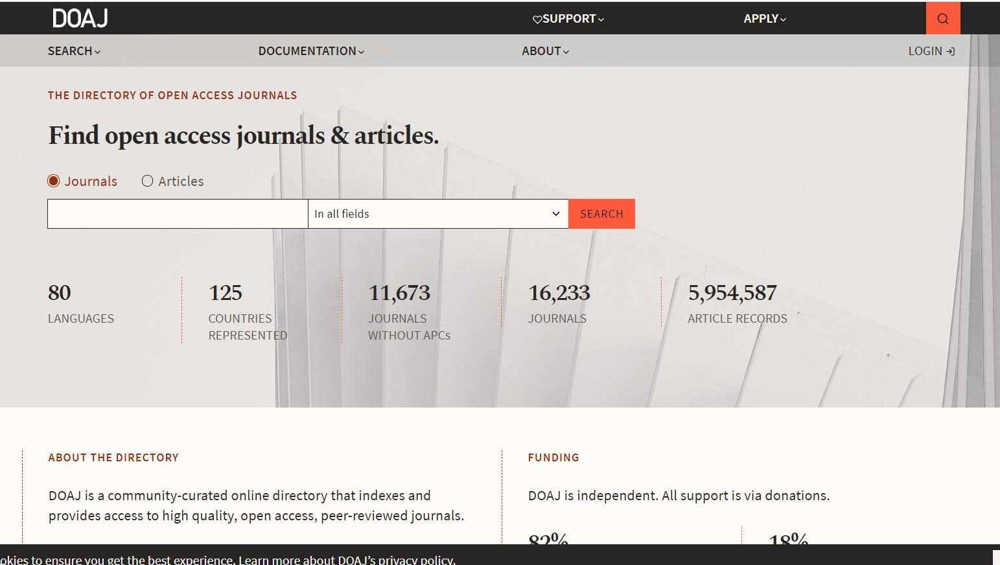 DOAJ
SUPPORT
APPLY
SEARCH
DOCUMENTATION
ABOUT
LOGIN
THE DIRECTORY OF OPEN ACCESS JOURNALS
Find open access journals & articles.
Journals
Articles
In all fields
SEARCH
80
LANGUAGES
125
COUNTRIES
REPRESENTED
11,673
JOURNALS
WITHOUT APCs
16,233
JOURNALS
5,954,587
ARTICLE RECORDS
ABOUT THE DIRECTORY
DOAJ is a community-curated online directory that indexes and
provides access to high quality, open access, peer-reviewed journals.
FUNDING
DOAJ is independent. All support is via donations.
82%
18%
okies to ensure you get the best experience. Learn more about DOAJ’s privacy policy.